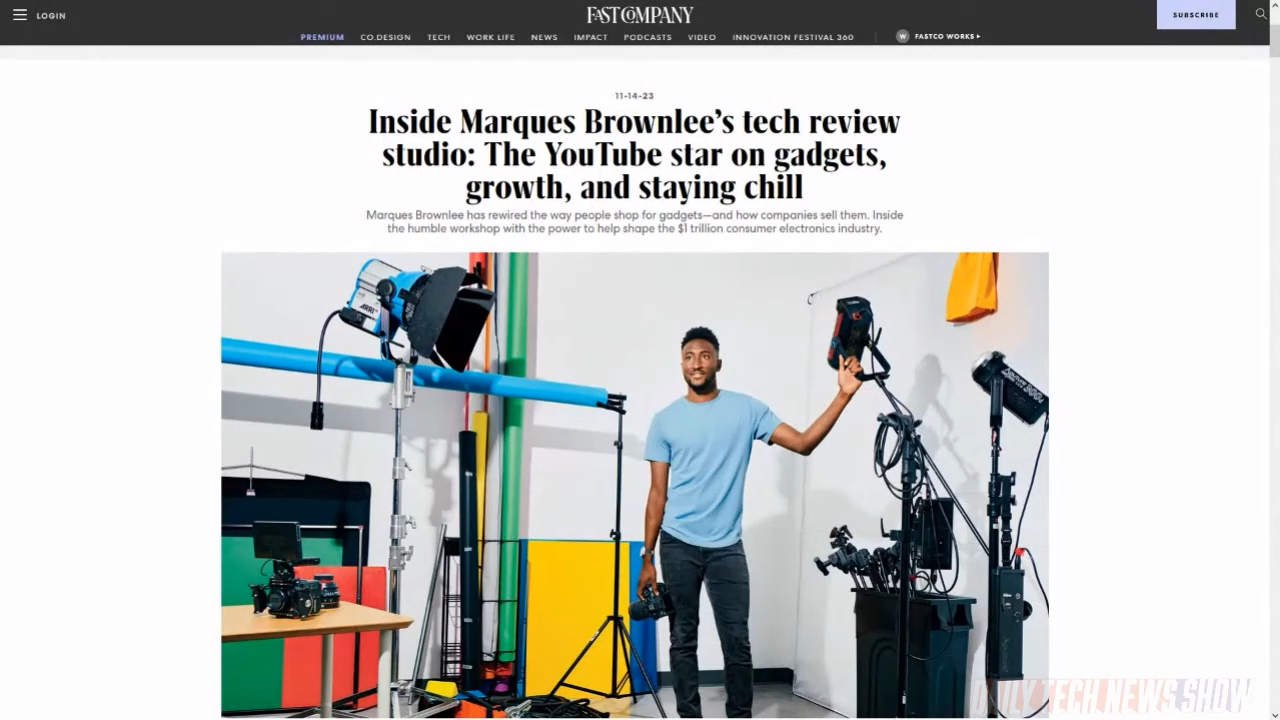 LOGIN
FAST COMPANY
SUBSCRIBE
PREMIUM CO.DESIGN TECH WORK LIFE NEWS IMPACT PODCASTS VIDEO INNOVATION FESTIVAL 360 W FASTCO WORKS
11-14-23
Inside Marques Brownlee’s tech review
studio: The YouTube star on gadgets,
growth, and staying chill
Marques Brownlee has rewired the way people shop for gadgets—and how companies sell them. Inside
the humble workshop with the power to help shape the $1 trillion consumer electronics industry.
ARRI
DAILY TECH NEWS SHOW